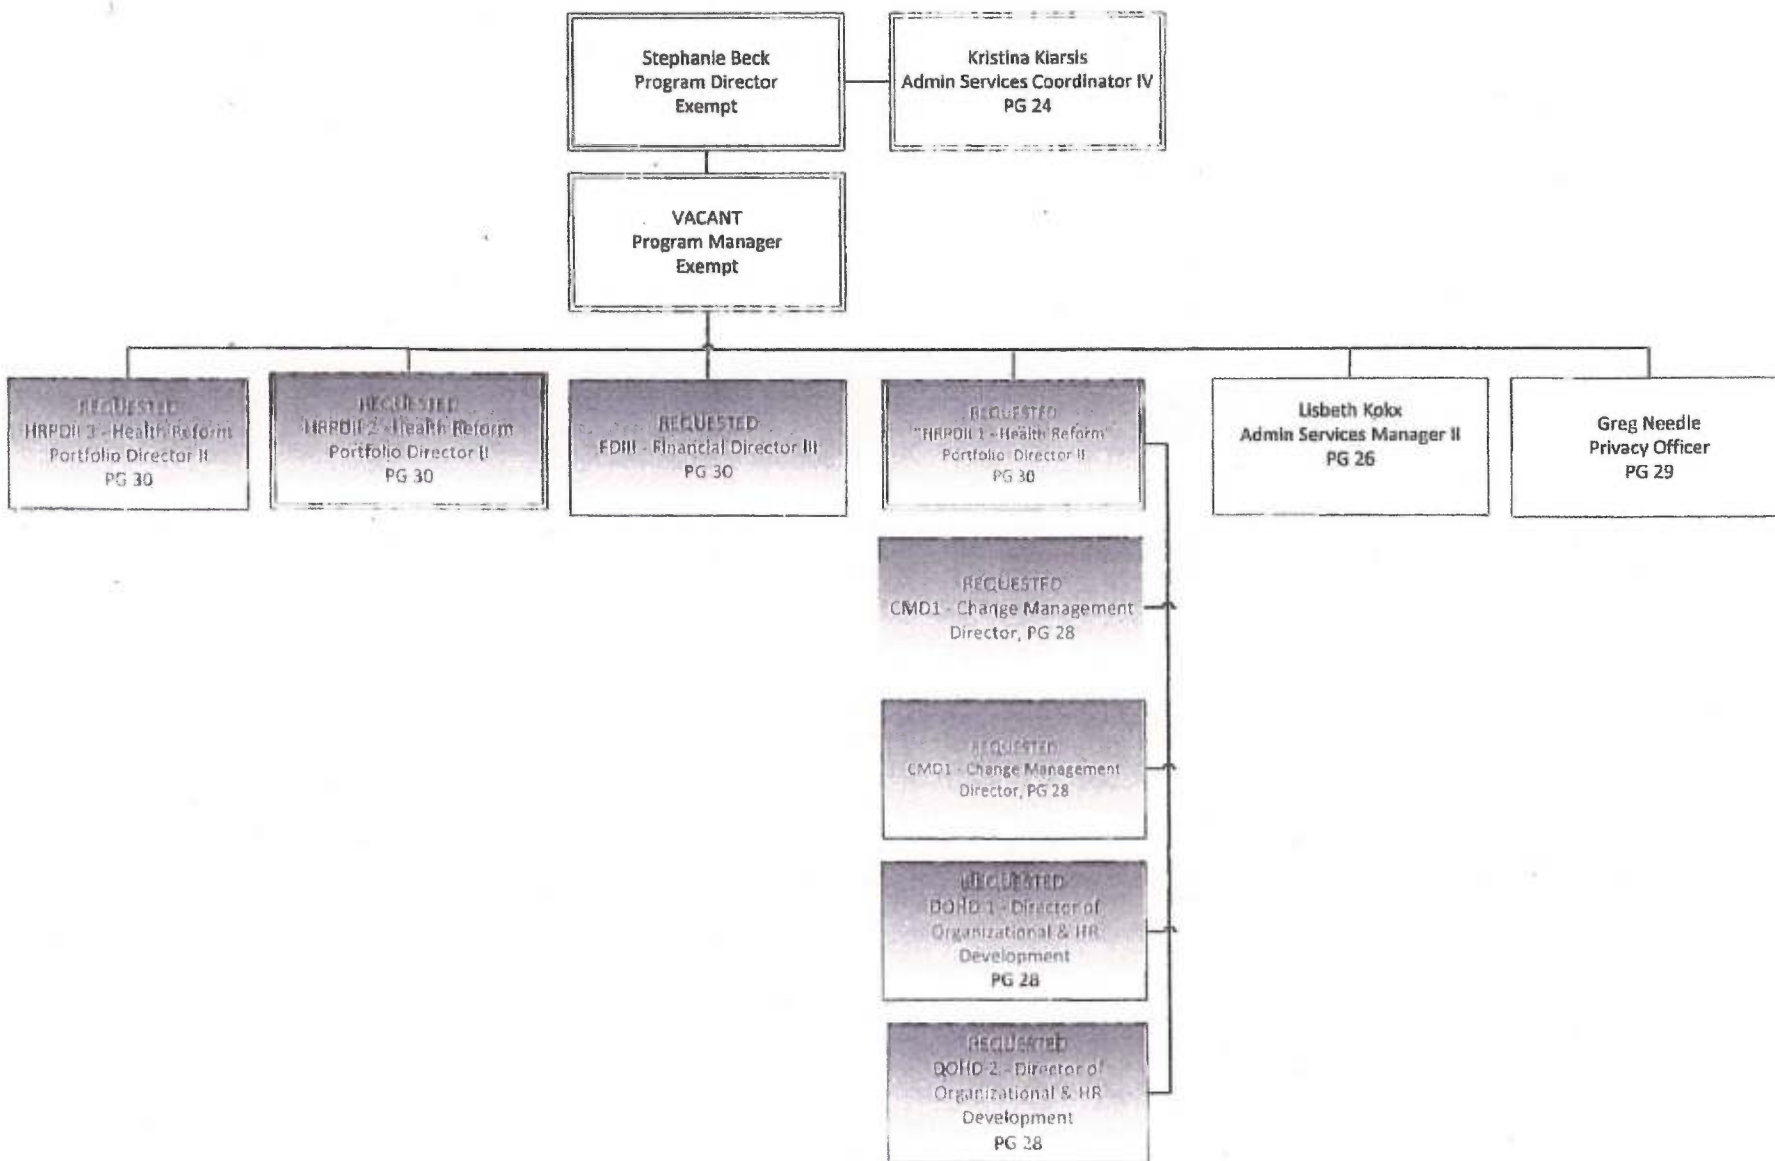 Stephanie Beck
Program Director
Exempt
Kristina Kiarsis
Admin Services Coordinator IV
PG 24
VACANT
Program Manager
Exempt
REQUESTED
HRPDII 3 - Health Reform
Portfolio Director II
PG 30
REQUESTED
HRPDII 2 - Health Reform
Portfolio Director II
PG 30
REQUESTED
FDIII - Financial Director III
PG 30
REQUESTED
"HRPDII 1 - Health Reform"
Portfolio Director II
PG 30
Lisbeth Kokx
Admin Services Manager II
PG 26
Greg Needle
Privacy Officer
PG 29
REQUESTED
CMD1 - Change Management
Director, PG 28
REQUESTED
CMD1 - Change Management
Director, PG 28
REQUESTED
DOHD 1 - Director of
Organizational & HR
Development
PG 28
REQUESTED
DOHD 2 - Director of
Organizational & HR
Development
PG 28